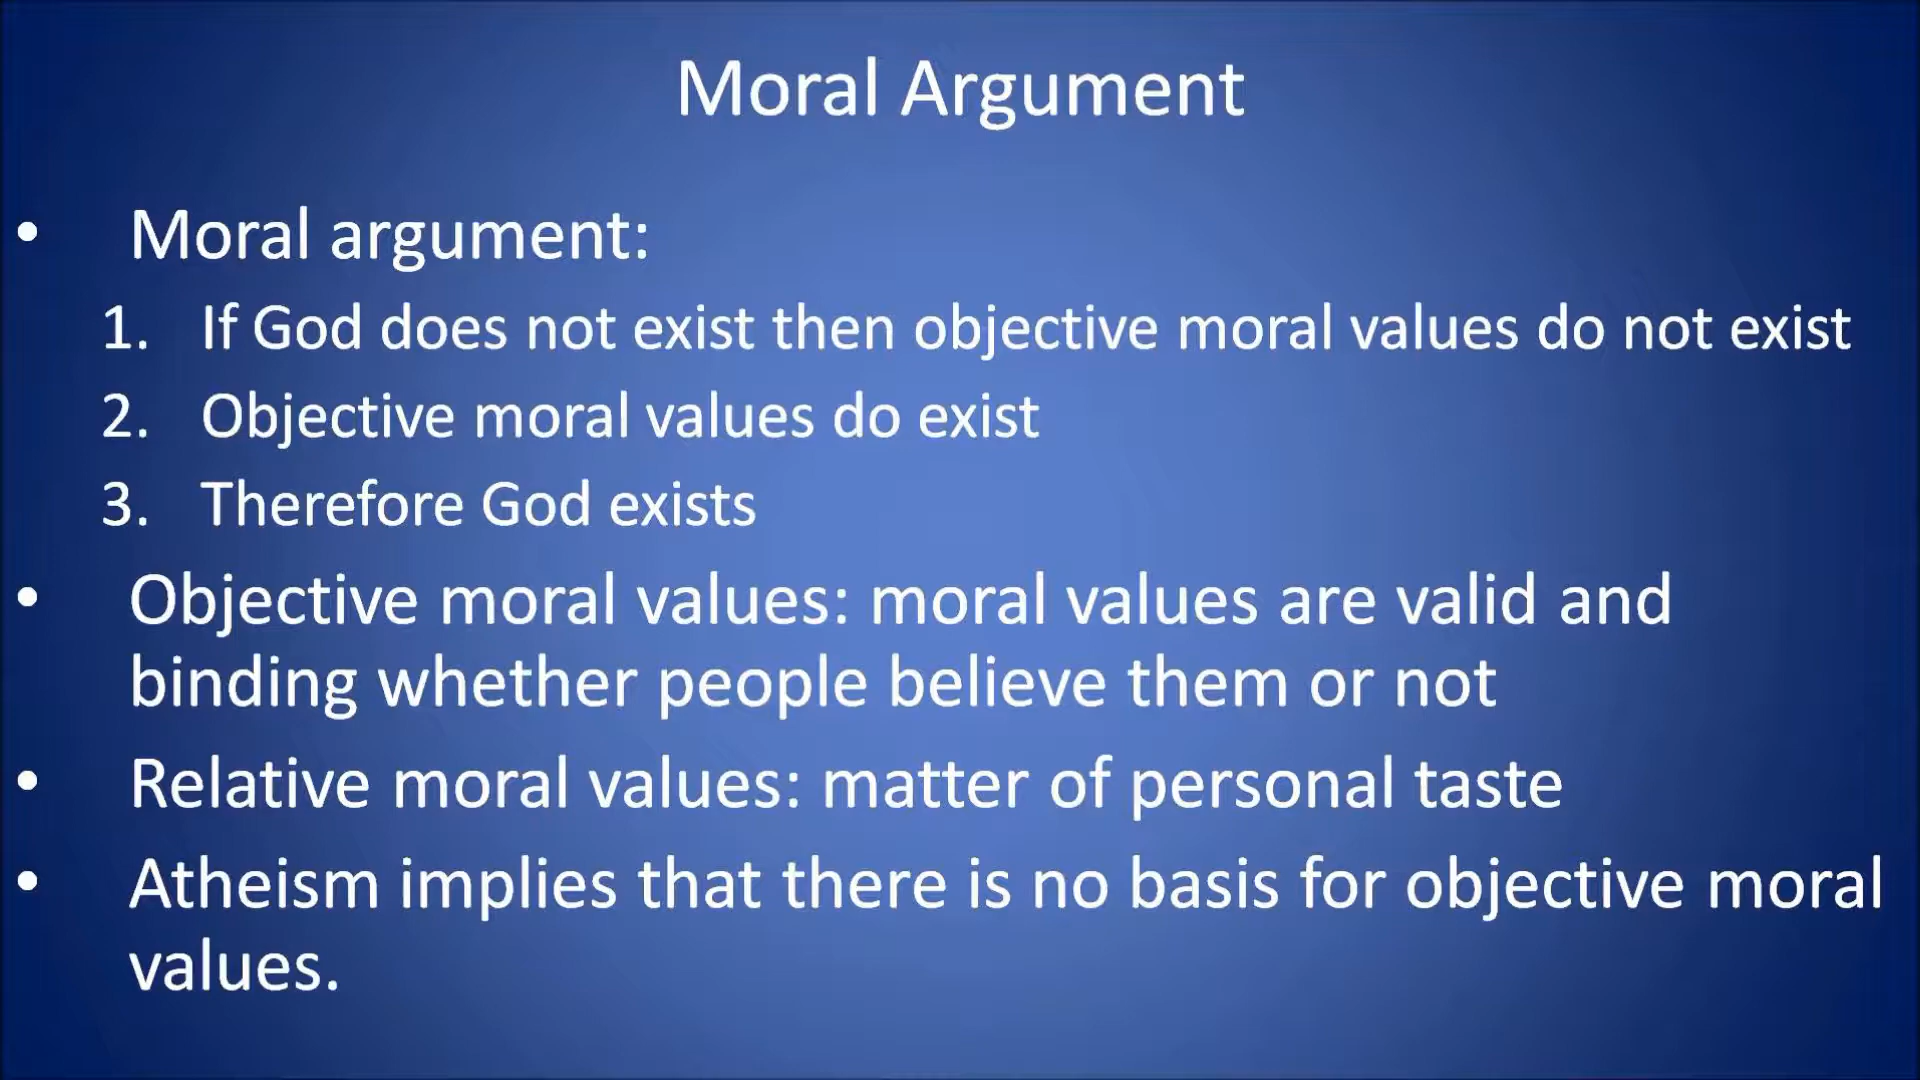 Moral Argument
• Moral argument:
1. If God does not exist then objective moral values do not exist
2. Objective moral values do exist
3. Therefore God exists
• Objective moral values: moral values are valid and
binding whether people believe them or not
• Relative moral values: matter of personal taste
• Atheism implies that there is no basis for objective moral
values.